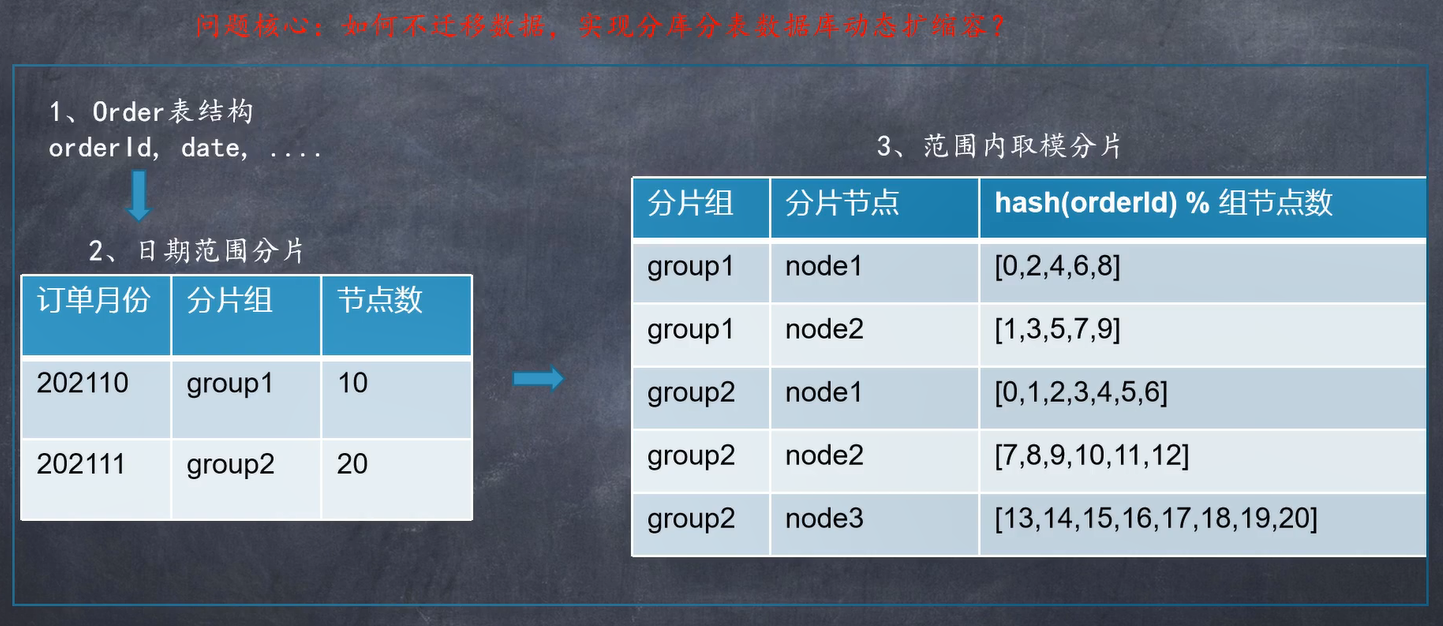 问题核心：如何不迁移数据，实现分库分表数据库动态扩缩容？
1、Order表结构
orderId, date, ....
2、日期范围分片
订单月份 分片组 节点数
202110 group1 10
202111 group2 20
3、范围内取模分片
分片组 分片节点 hash(orderId) % 组节点数
group1 node1 [0,2,4,6,8]
group1 node2 [1,3,5,7,9]
group2 node1 [0,1,2,3,4,5,6]
group2 node2 [7,8,9,10,11,12]
group2 node3 [13,14,15,16,17,18,19,20]